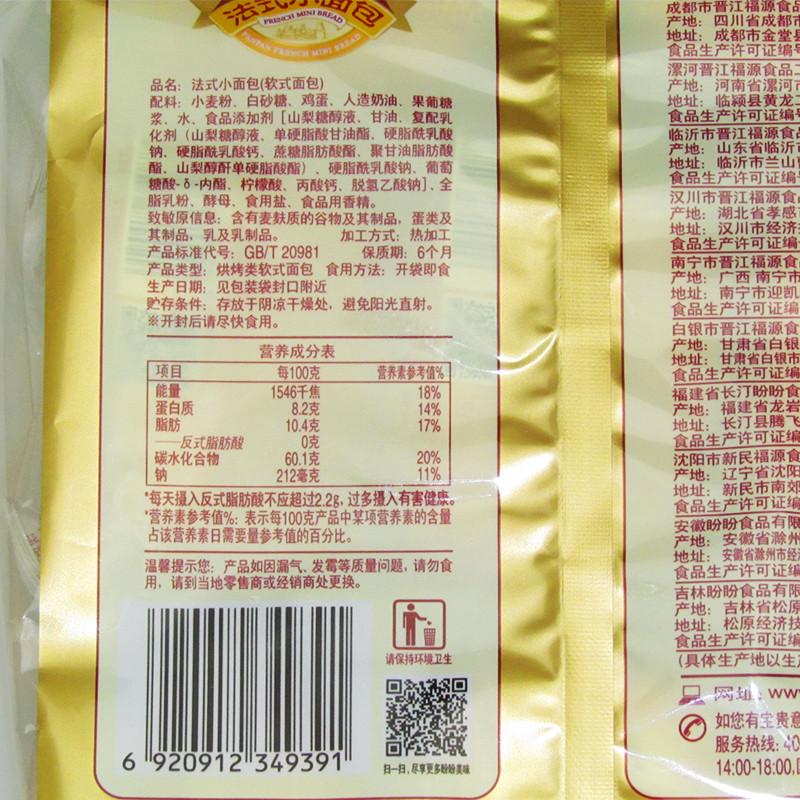 法式小面包
FRENCH MINI BREAD
PANPAN FRENCH MINI BREAD
品名：法式小面包(软式面包)
配料：小麦粉、白砂糖、鸡蛋、人造奶油、果葡糖
浆、水、食品添加剂［山梨糖醇液、甘油、复配乳
化剂（山梨糖醇液、单硬脂酸甘油酯、硬脂酰乳酸
钠、硬脂酰乳酸钙、蔗糖脂肪酸酯、聚甘油脂肪酸
酯、山梨醇酐单硬脂酸酯）、硬脂酰乳酸钠、葡萄
糖酸-δ-内酯、柠檬酸、丙酸钙、脱氢乙酸钠］、全
脂乳粉、酵母、食用盐、食品用香精。
致敏原信息：含有麦麸质的谷物及其制品，蛋类及
其制品，乳及乳制品。 加工方式：热加工
产品标准代号：GB/T 20981 保质期：6个月
产品类型：烘烤类软式面包 食用方法：开袋即食
生产日期：见包装袋封口附近
贮存条件：存放于阴凉干燥处，避免阳光直射。
※开封后请尽快食用。
营养成分表
项目 每100克 营养素参考值%
能量 1546千焦 18%
蛋白质 8.2克 14%
脂肪 10.4克 17%
——反式脂肪酸 0克
碳水化合物 60.1克 20%
钠 212毫克 11%
*每天摄入反式脂肪酸不应超过2.2g，过多摄入有害健康。
*营养素参考值%：表示每100克产品中某项营养素的含量
占该营养素日需要量参考值的百分比。
温馨提示您：产品如因漏气、发霉等质量问题，请勿食
用，请到当地零售商或经销商处更换。
请保持环境卫生
6 920912 349391
扫一扫，尽享更多盼盼美味
成都市晋江福源食品
产地：四川省成都市
地址：成都市金堂县
食品生产许可证编号
漯河晋江福源食品工
产地：河南省漯河市
地址：临颍县黄龙工
食品生产许可证编号
临沂市晋江福源食品
产地：山东省临沂市
地址：临沂市兰山
食品生产许可证编号
汉川市晋江福源食品
产地：湖北省孝感
地址：汉川市经济
食品生产许可证编号
南宁市晋江福源食品
产地：广西 南宁市
地址：南宁市迎凯
食品生产许可证编
白银市晋江福源食
产地：甘肃省白银
地址：甘肃省白银市
食品生产许可证编
福建省长汀盼盼食
产地：福建省龙岩
地址：长汀县腾飞
食品生产许可证编
沈阳市新民福源食
产地：辽宁省沈阳
地址：新民市南郊
食品生产许可证编
安徽盼盼食品有限
产地：安徽省滁州
地址：安徽省滁州市经
食品生产许可证编
吉林盼盼食品有限
产地：吉林省松原
地址：松原经济技
食品生产许可证编
(具体生产地以生产
网址：www.
如您有宝贵意
服务热线：40
14:00-18:00,